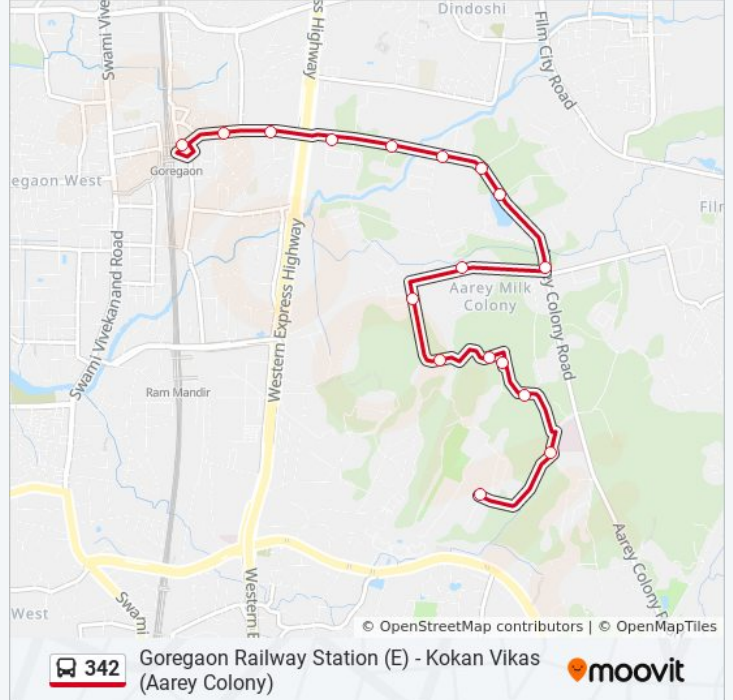 Dindoshi
Swami Vive
ss Highway
Film City Road
Goregaon
egaon West
Film
Western Express Highway
Swami Vivekanand Road
Aarey Milk
Colony
ey Colony Road
Ram Mandir
Aarey Colony R
Western E
West
Swami
© OpenStreetMap contributors | © OpenMapTiles
342
Goregaon Railway Station (E) - Kokan Vikas
(Aarey Colony)
moovit